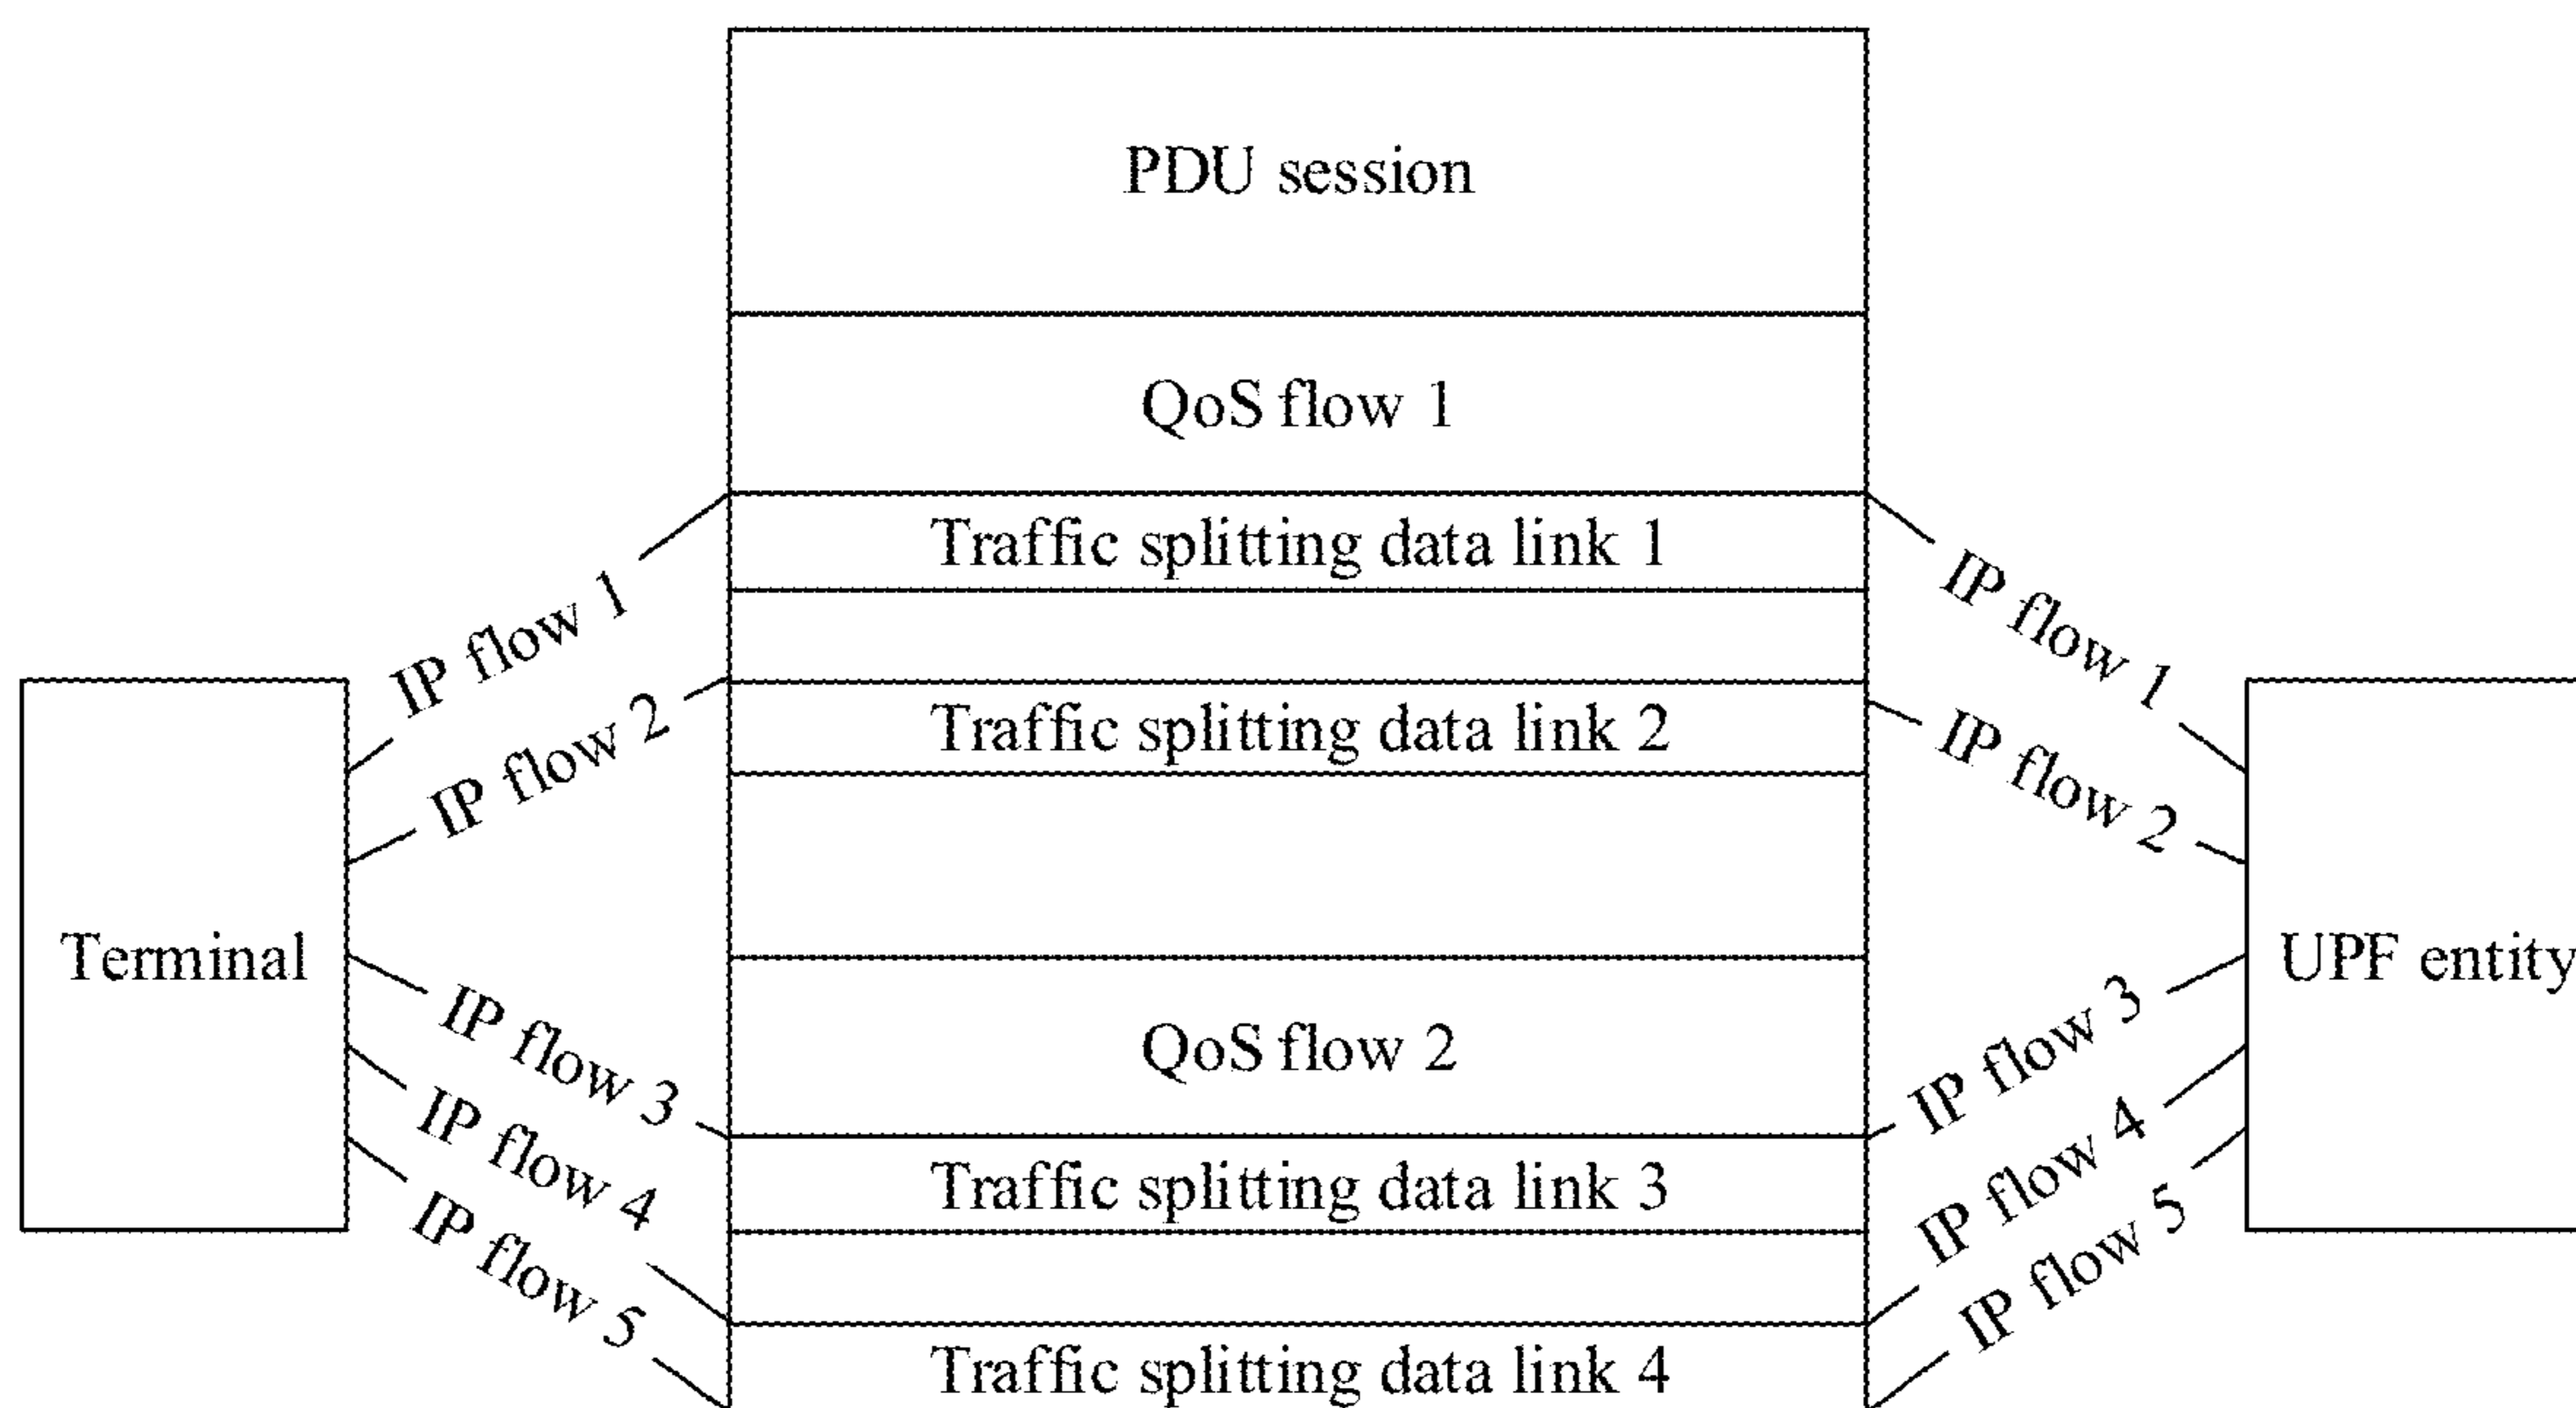 PDU session
QoS flow 1
Traffic splitting data link 1
IP flow 1
IP flow 1
IP flow 2
Traffic splitting data link 2
IP flow 2
Terminal
UPF entity
IP flow 3
QoS flow 2
IP flow 3
IP flow 4
Traffic splitting data link 3
IP flow 4
IP flow 5
IP flow 5
Traffic splitting data link 4